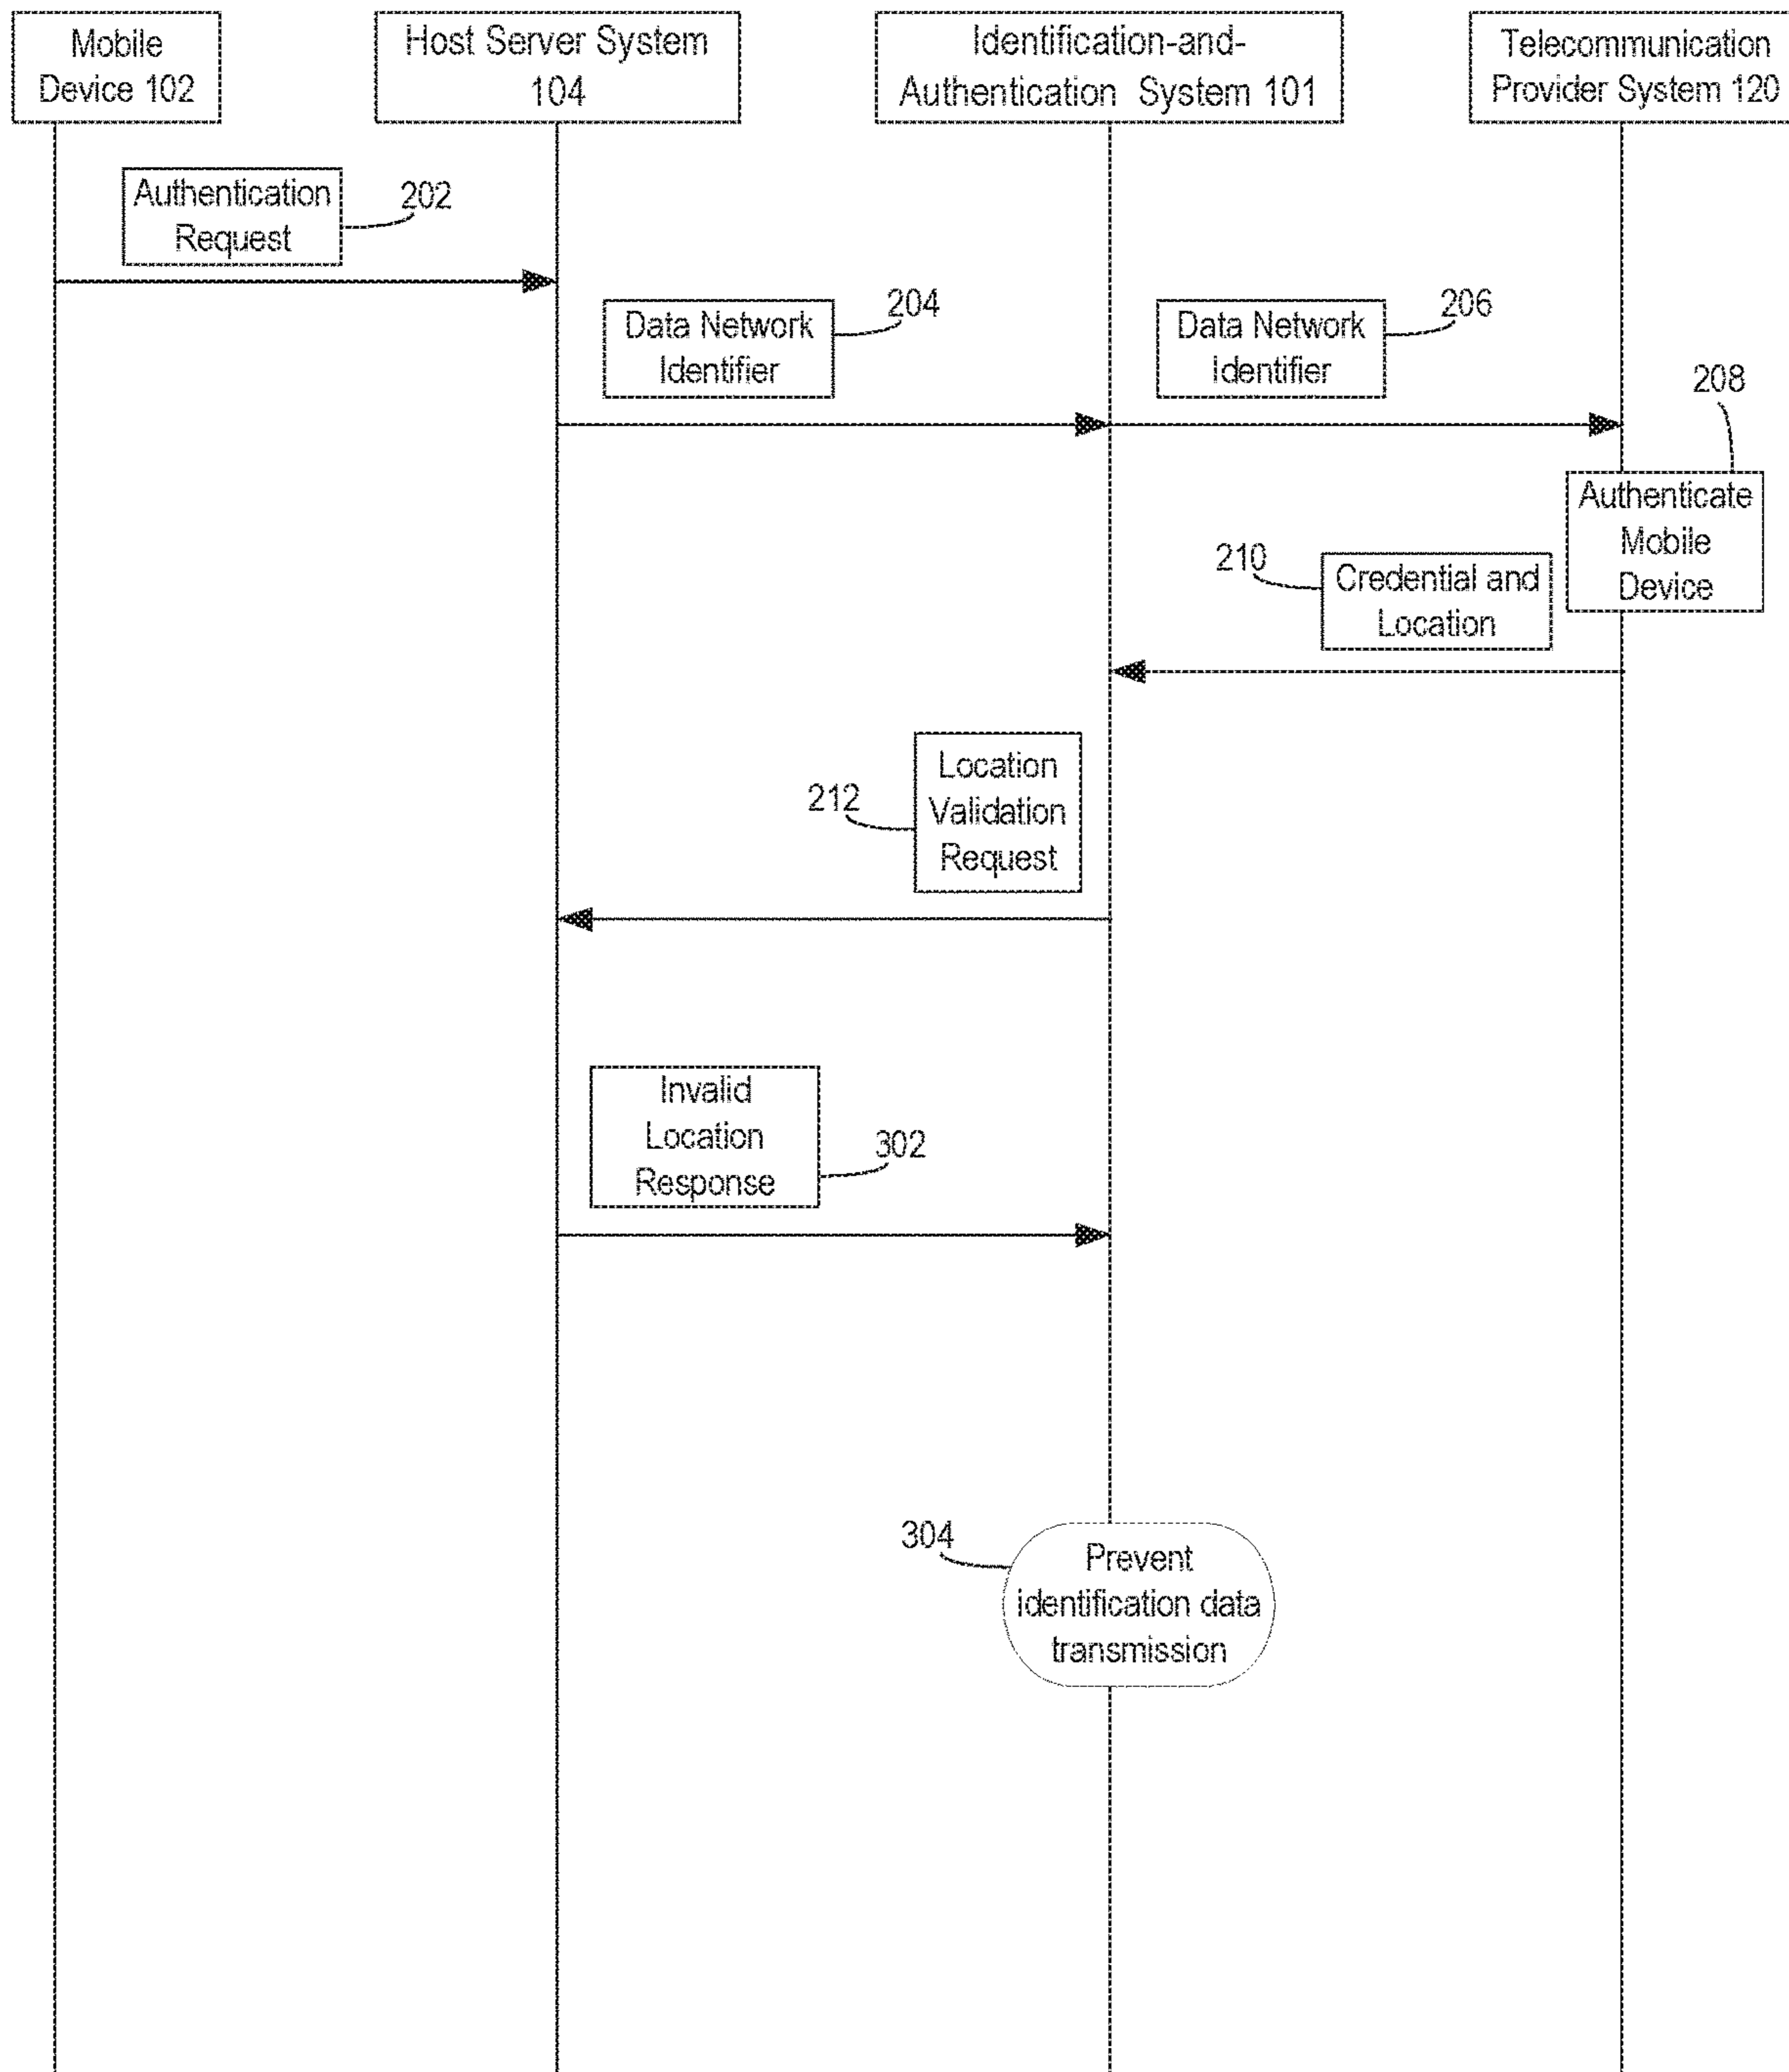 Mobile
Device 102
Host Server System
104
Identification-and-
Authentication System 101
Telecommunication
Provider System 120
Authentication
Request
202
Data Network
Identifier
204
Data Network
Identifier
206
208
Authenticate
Mobile
Device
210
Credential and
Location
212
Location
Validation
Request
Invalid
Location
Response
302
304
Prevent
identification data
transmission